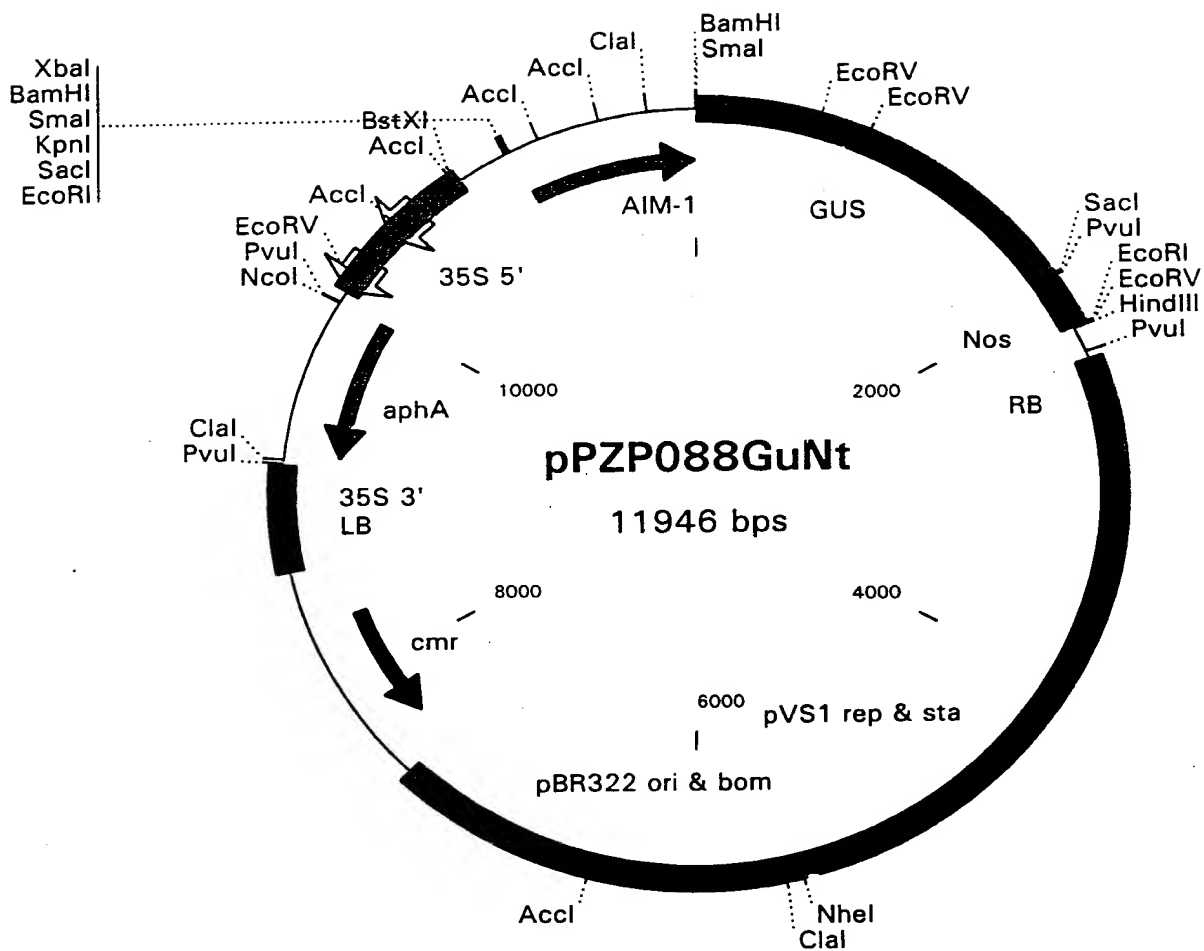 BamHI
SmaI
ClaI
AccI
AccI
XbaI
BamHI
SmaI
KpnI
SacI
EcoRI
BstXI
AccI
AccI
EcoRV
PvuI
NcoI
EcoRV
EcoRV
SacI
PvuI
EcoRI
EcoRV
HindIII
PvuI
AIM-1
GUS
35S 5'
Nos
RB
10000
2000
aphA
ClaI
PvuI
35S 3'
LB
pPZP088GuNt
11946 bps
8000
4000
cmr
6000
pVS1 rep & sta
pBR322 ori & bom
AccI
NheI
ClaI